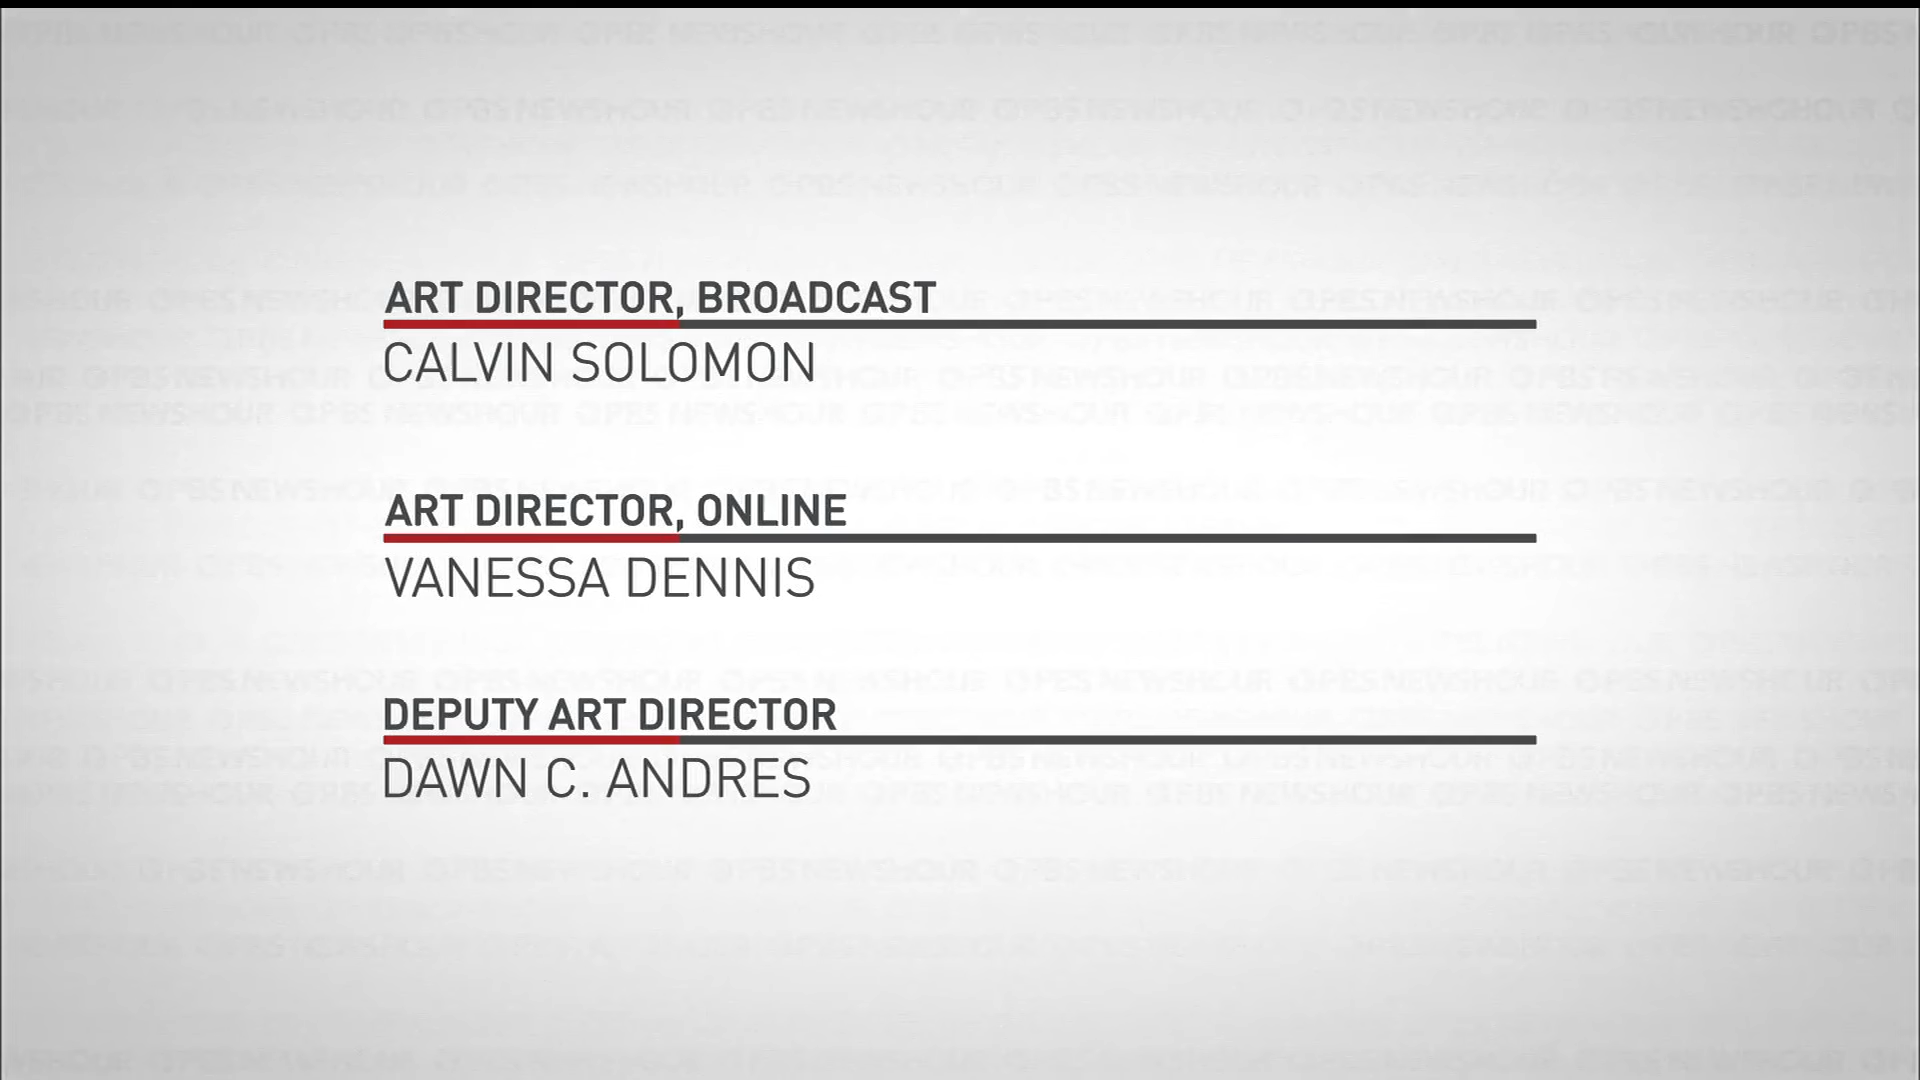 ART DIRECTOR, BROADCAST
CALVIN SOLOMON
ART DIRECTOR, ONLINE
VANESSA DENNIS
DEPUTY ART DIRECTOR
DAWN C. ANDRES